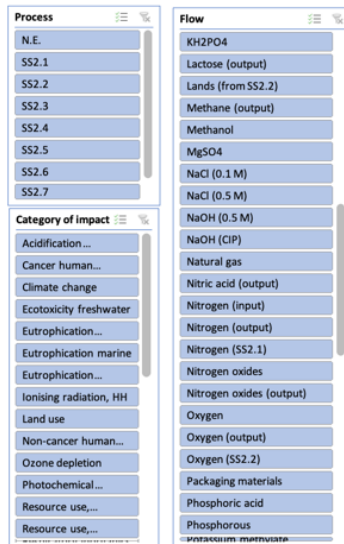 Process
N.E.
SS2.1
SS2.2
SS2.3
SS2.4
SS2.5
SS2.6
SS2.7
Category of impact
Acidification...
Cancer human...
Climate change
Ecotoxicity freshwater
Eutrophication...
Eutrophication marine
Eutrophication...
Ionising radiation, HH
Land use
Non-cancer human...
Ozone depletion
Photochemical...
Resource use,...
Resource use,...
Flow
KH2PO4
Lactose (output)
Lands (from SS2.2)
Methane (output)
Methanol
MgSO4
NaCl (0.1 M)
NaCl (0.5 M)
NaOH (0.5 M)
NaOH (CIP)
Natural gas
Nitric acid (output)
Nitrogen (input)
Nitrogen (output)
Nitrogen (SS2.1)
Nitrogen oxides
Nitrogen oxides (output)
Oxygen
Oxygen (output)
Oxygen (SS2.2)
Packaging materials
Phosphoric acid
Phosphorous
Potassium methylate